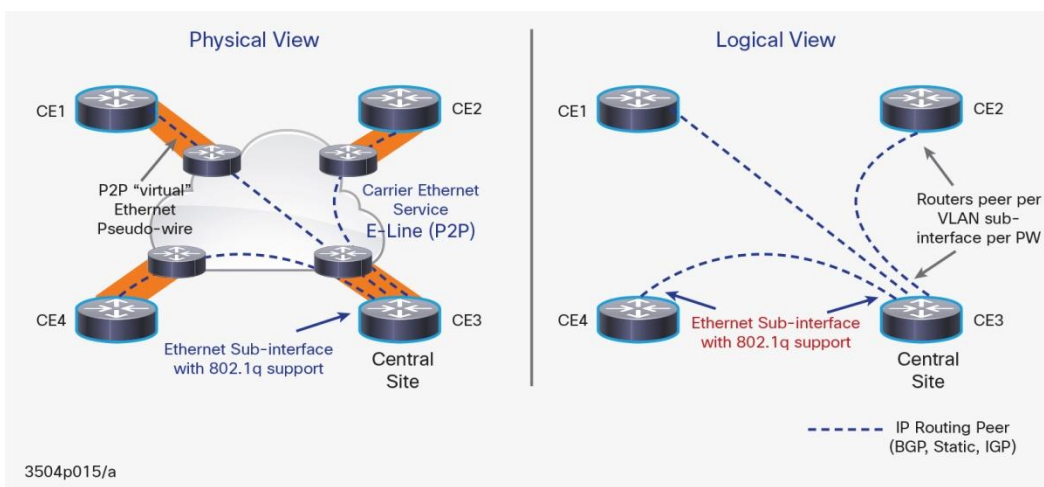 Physical View
CE1
CE2
P2P “virtual”
Ethernet
Pseudo-wire
Carrier Ethernet
Service
E-Line (P2P)
CE4
CE3
Ethernet Sub-interface
with 802.1q support
Central
Site
Logical View
CE1
CE2
Routers peer per
VLAN sub-
interface per PW
CE4
Ethernet Sub-interface
with 802.1q support
CE3
Central
Site
IP Routing Peer
(BGP, Static, IGP)
3504p015/a